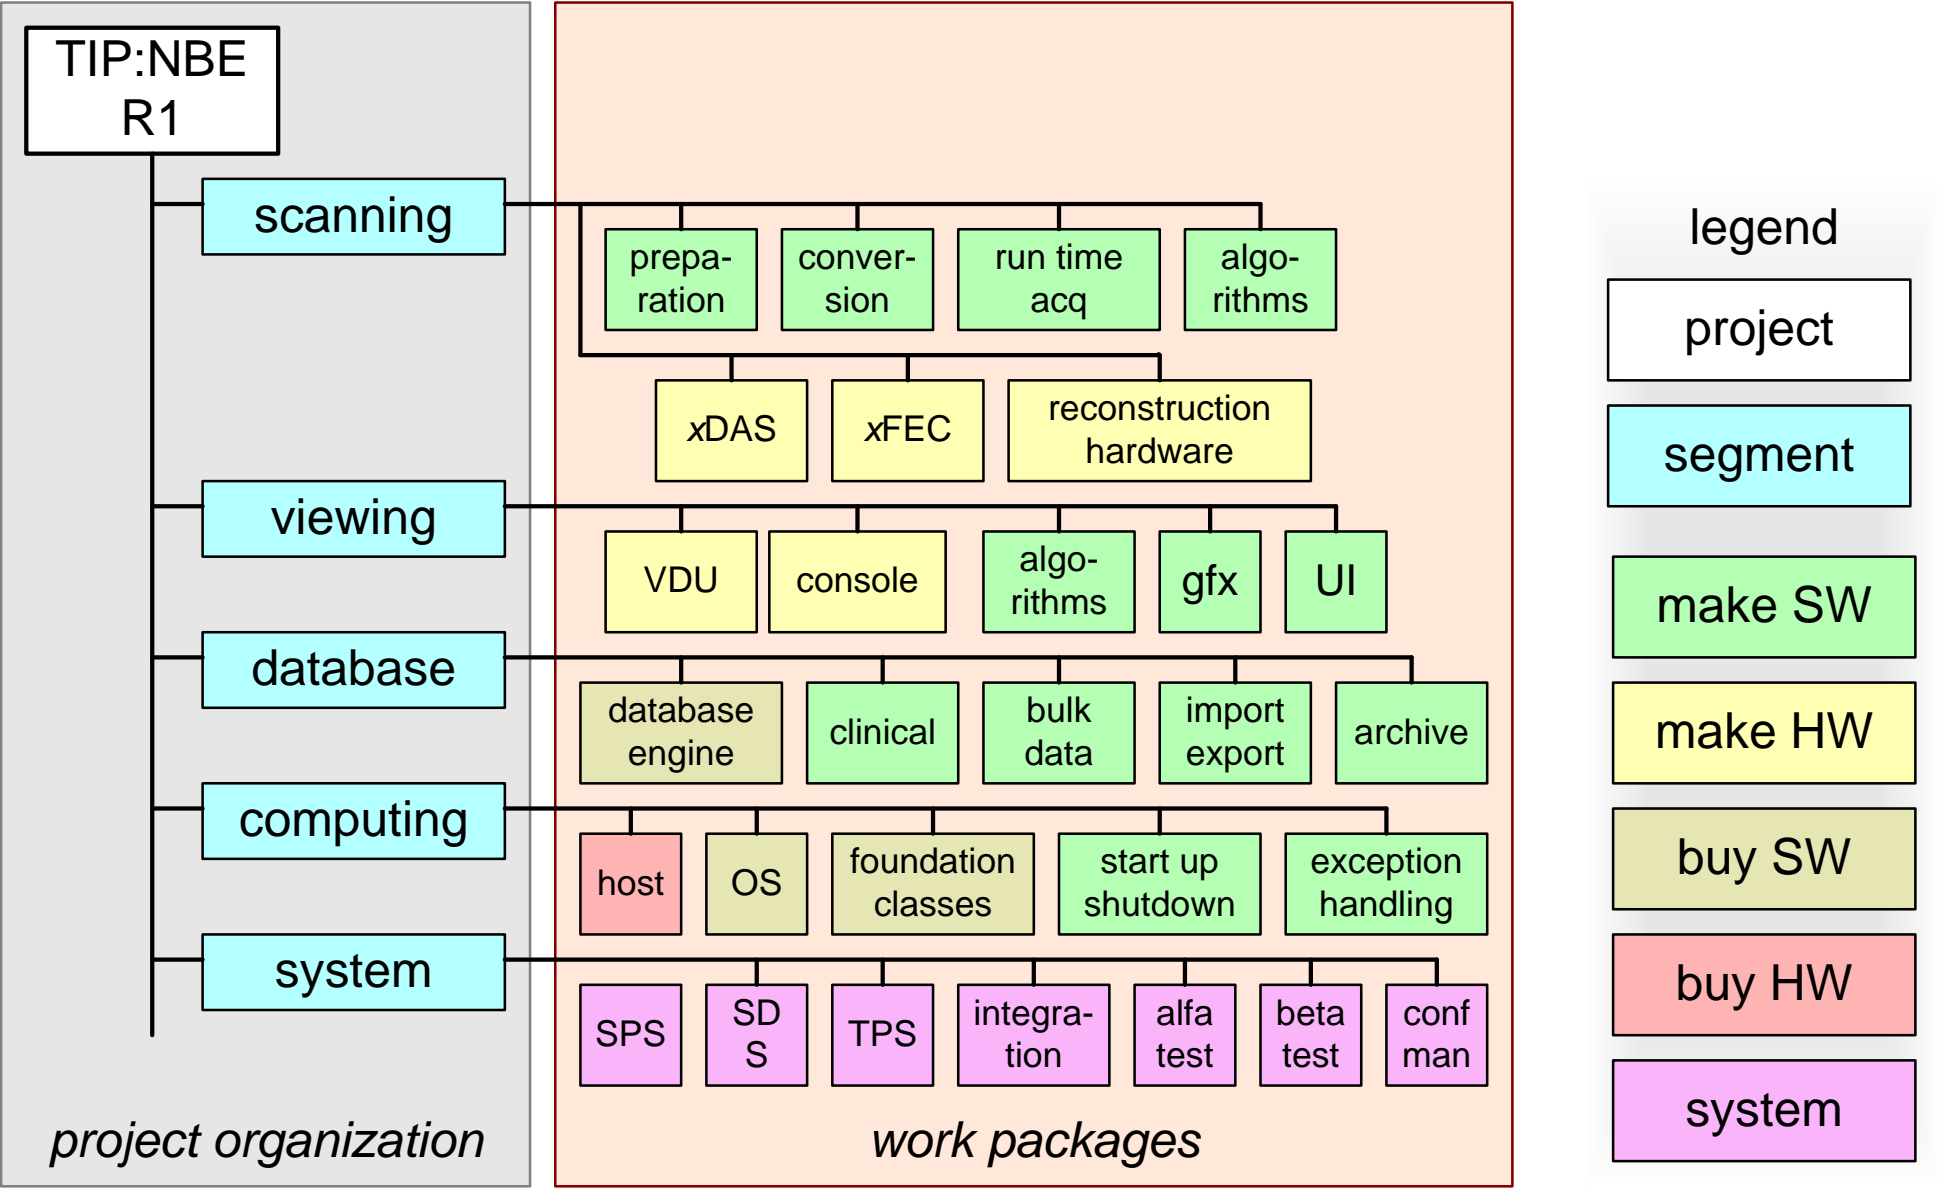 TIP:NBE
R1
scanning
prepa-
ration
conver-
sion
run time
acq
algo-
rithms
xDAS
xFEC
reconstruction
hardware
viewing
VDU
console
algo-
rithms
gfx
UI
database
database
engine
clinical
bulk
data
import
export
archive
computing
host
OS
foundation
classes
start up
shutdown
exception
handling
system
SPS
SD
S
TPS
integra-
tion
alfa
test
beta
test
conf
man
project organization
work packages
legend
project
segment
make SW
make HW
buy SW
buy HW
system